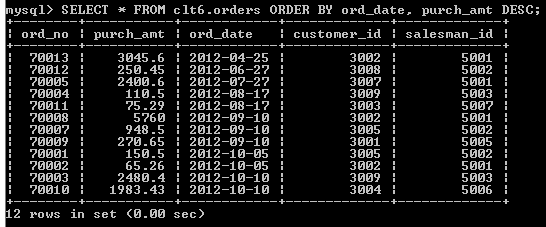 mysql> SELECT * FROM clt6.orders ORDER BY ord_date, purch_amt DESC;
+--------+-----------+------------+-------------+-------------+
| ord_no | purch_amt | ord_date   | customer_id | salesman_id |
+--------+-----------+------------+-------------+-------------+
|  70013 |    3045.6 | 2012-04-25 |        3002 |        5001 |
|  70012 |    250.45 | 2012-06-27 |        3008 |        5002 |
|  70005 |    2400.6 | 2012-07-27 |        3007 |        5001 |
|  70004 |     110.5 | 2012-08-17 |        3009 |        5003 |
|  70011 |     75.29 | 2012-08-17 |        3003 |        5007 |
|  70008 |      5760 | 2012-09-10 |        3002 |        5001 |
|  70007 |     948.5 | 2012-09-10 |        3005 |        5002 |
|  70009 |    270.65 | 2012-09-10 |        3001 |        5005 |
|  70001 |     150.5 | 2012-10-05 |        3005 |        5002 |
|  70002 |     65.26 | 2012-10-05 |        3002 |        5001 |
|  70003 |    2480.4 | 2012-10-10 |        3009 |        5003 |
|  70010 |   1983.43 | 2012-10-10 |        3004 |        5006 |
+--------+-----------+------------+-------------+-------------+
12 rows in set (0.00 sec)